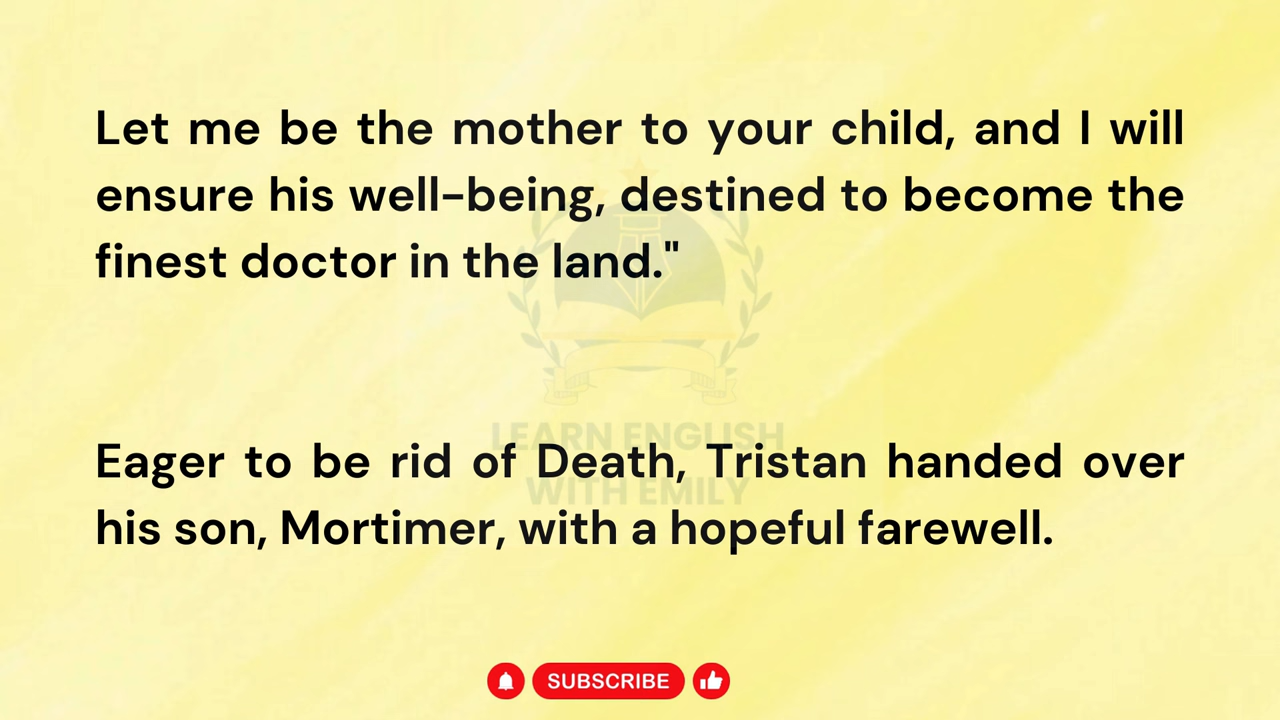 Let me be the mother to your child, and I will
ensure his well-being, destined to become the
finest doctor in the land."
LEARN ENGLISH
Eager to be rid of Death, Tristan handed over
WITH EMILY
his son, Mortimer, with a hopeful farewell.
SUBSCRIBE